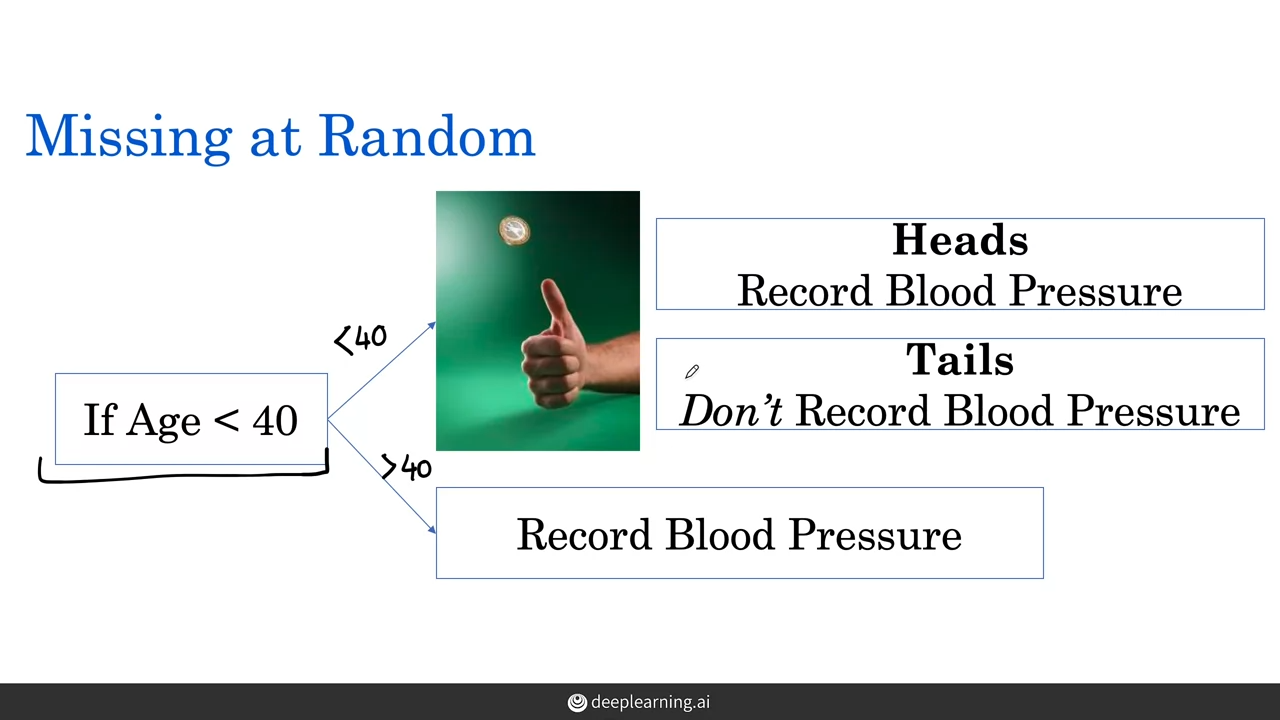 Missing at Random
Heads
Record Blood Pressure
<40
Tails
Don't Record Blood Pressure
If Age < 40
>40
Record Blood Pressure
deeplearning.ai